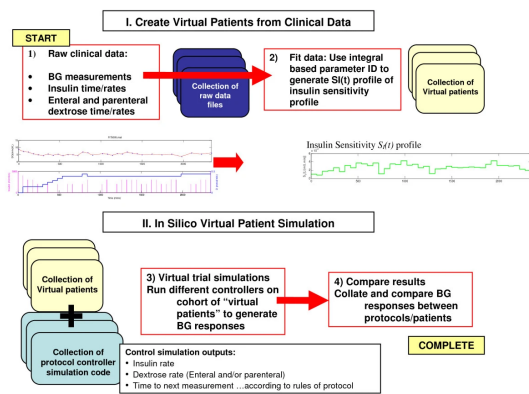 I. Create Virtual Patients from Clinical Data
START
1) Raw clinical data:
• BG measurements
• Insulin time/rates
• Enteral and parenteral
dextrose time/rates
Collection of
raw data
files
2) Fit data: Use integral
based parameter ID to
generate SI(t) profile of
insulin sensitivity
profile
Collection of
Virtual patients
Insulin Sensitivity SI(t) profile
II. In Silico Virtual Patient Simulation
Collection of
Virtual patients
+
Collection of
protocol controller
simulation code
3) Virtual trial simulations
Run different controllers on
cohort of “virtual
patients” to generate
BG responses
4) Compare results
Collate and compare BG
responses between
protocols/patients
COMPLETE
Control simulation outputs:
• Insulin rate
• Dextrose rate (Enteral and/or parenteral)
• Time to next measurement …according to rules of protocol